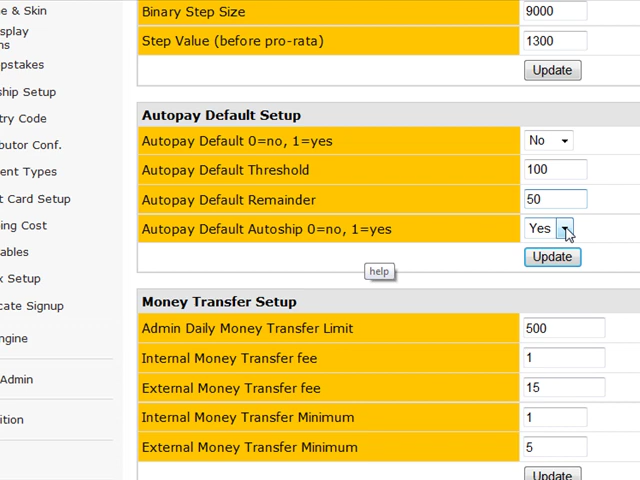 e & Skin
splay
ns
pstakes
ship Setup
try Code
butor Conf.
ent Types
t Card Setup
ing Cost
ables
x Setup
cate Signup
ngine
Admin
ition
Binary Step Size 9000
Step Value (before pro-rata) 1300
Update
Autopay Default Setup
Autopay Default 0=no, 1=yes No
Autopay Default Threshold 100
Autopay Default Remainder 50
Autopay Default Autoship 0=no, 1=yes Yes
Update
help
Money Transfer Setup
Admin Daily Money Transfer Limit 500
Internal Money Transfer fee 1
External Money Transfer fee 15
Internal Money Transfer Minimum 1
External Money Transfer Minimum 5
Update